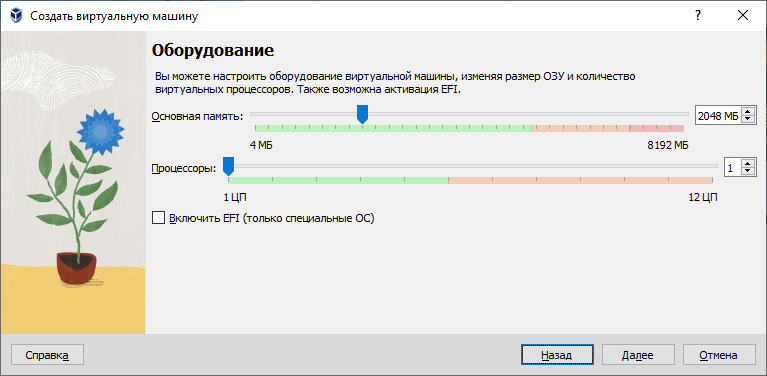 Создать виртуальную машину
?
Оборудование
Вы можете настроить оборудование виртуальной машины, изменяя размер ОЗУ и количество
виртуальных процессоров. Также возможна активация EFI.
Основная память: 2048 МБ
4 МБ 8192 МБ
Процессоры: 1
1 ЦП 12 ЦП
Включить EFI (только специальные ОС)
Справка Назад Далее Отмена